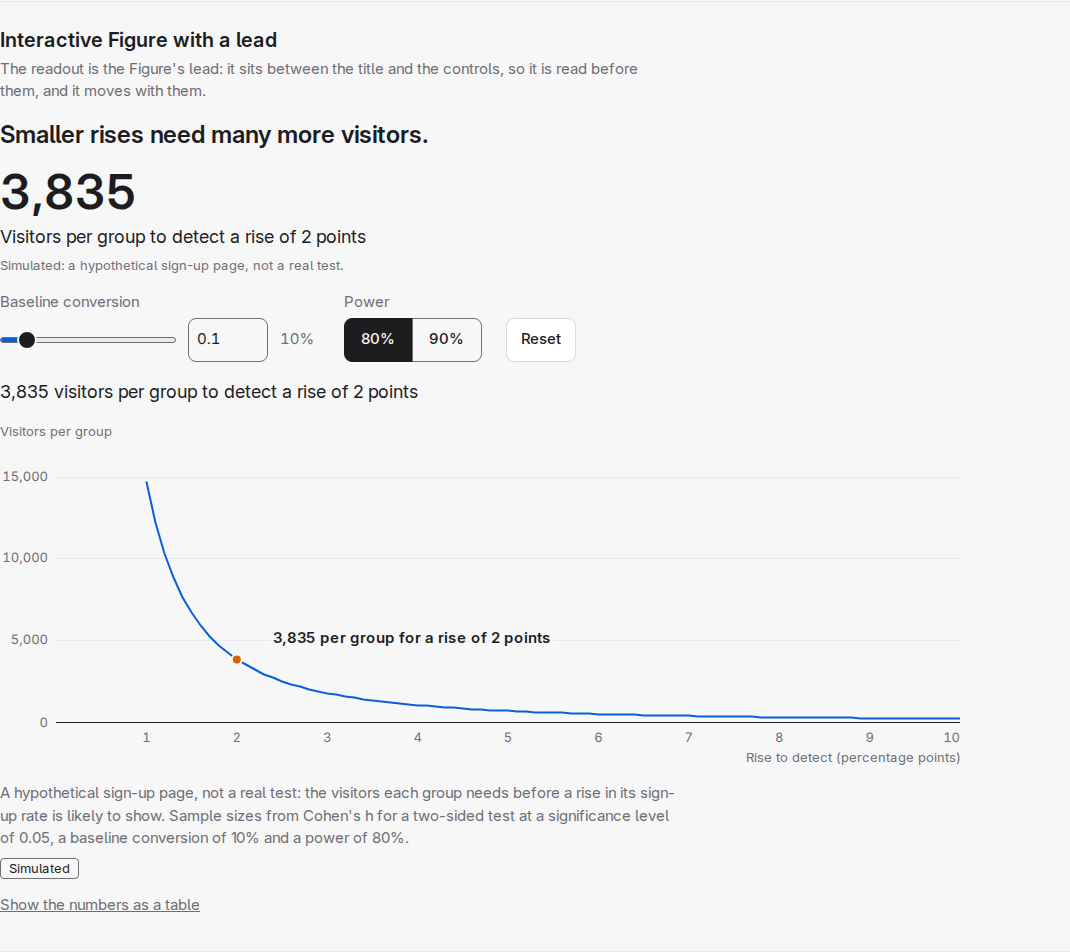 Interactive Figure with a lead
The readout is the Figure's lead: it sits between the title and the controls, so it is read before
them, and it moves with them.
Smaller rises need many more visitors.
3,835
Visitors per group to detect a rise of 2 points
Simulated: a hypothetical sign-up page, not a real test.
Baseline conversion
Power
0.1
10%
80%
90%
Reset
3,835 visitors per group to detect a rise of 2 points
Visitors per group
15,000
10,000
5,000
3,835 per group for a rise of 2 points
0
1 2 3 4 5 6 7 8 9 10
Rise to detect (percentage points)
A hypothetical sign-up page, not a real test: the visitors each group needs before a rise in its sign-
up rate is likely to show. Sample sizes from Cohen's h for a two-sided test at a significance level
of 0.05, a baseline conversion of 10% and a power of 80%.
Simulated
Show the numbers as a table